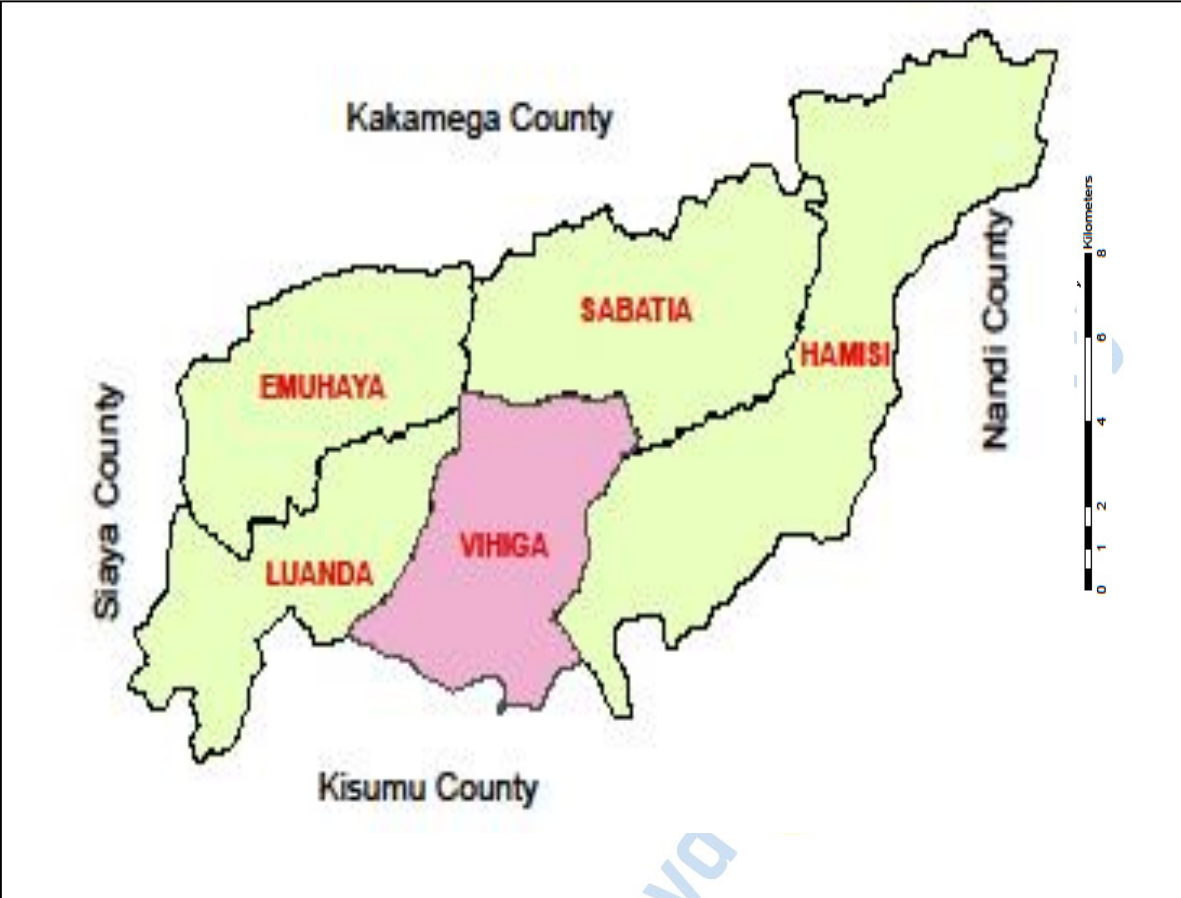 Kakamega County
SABATIA
HAMISI
EMUHAYA
VIHIGA
LUANDA
Siaya County
Nandi County
Kisumu County
Kilometers
8
6
4
2
1
0
ya